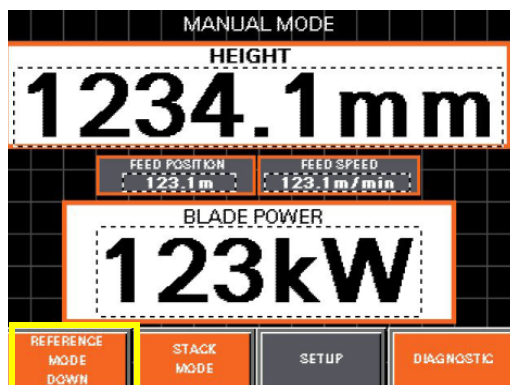 MANUAL MODE
HEIGHT
1234.1mm
FEED POSITION
123.1m
FEED SPEED
123.1m/min
BLADE POWER
123kW
REFERENCE
MODE
DOWN
STACK
MODE
SETUP
DIAGNOSTIC